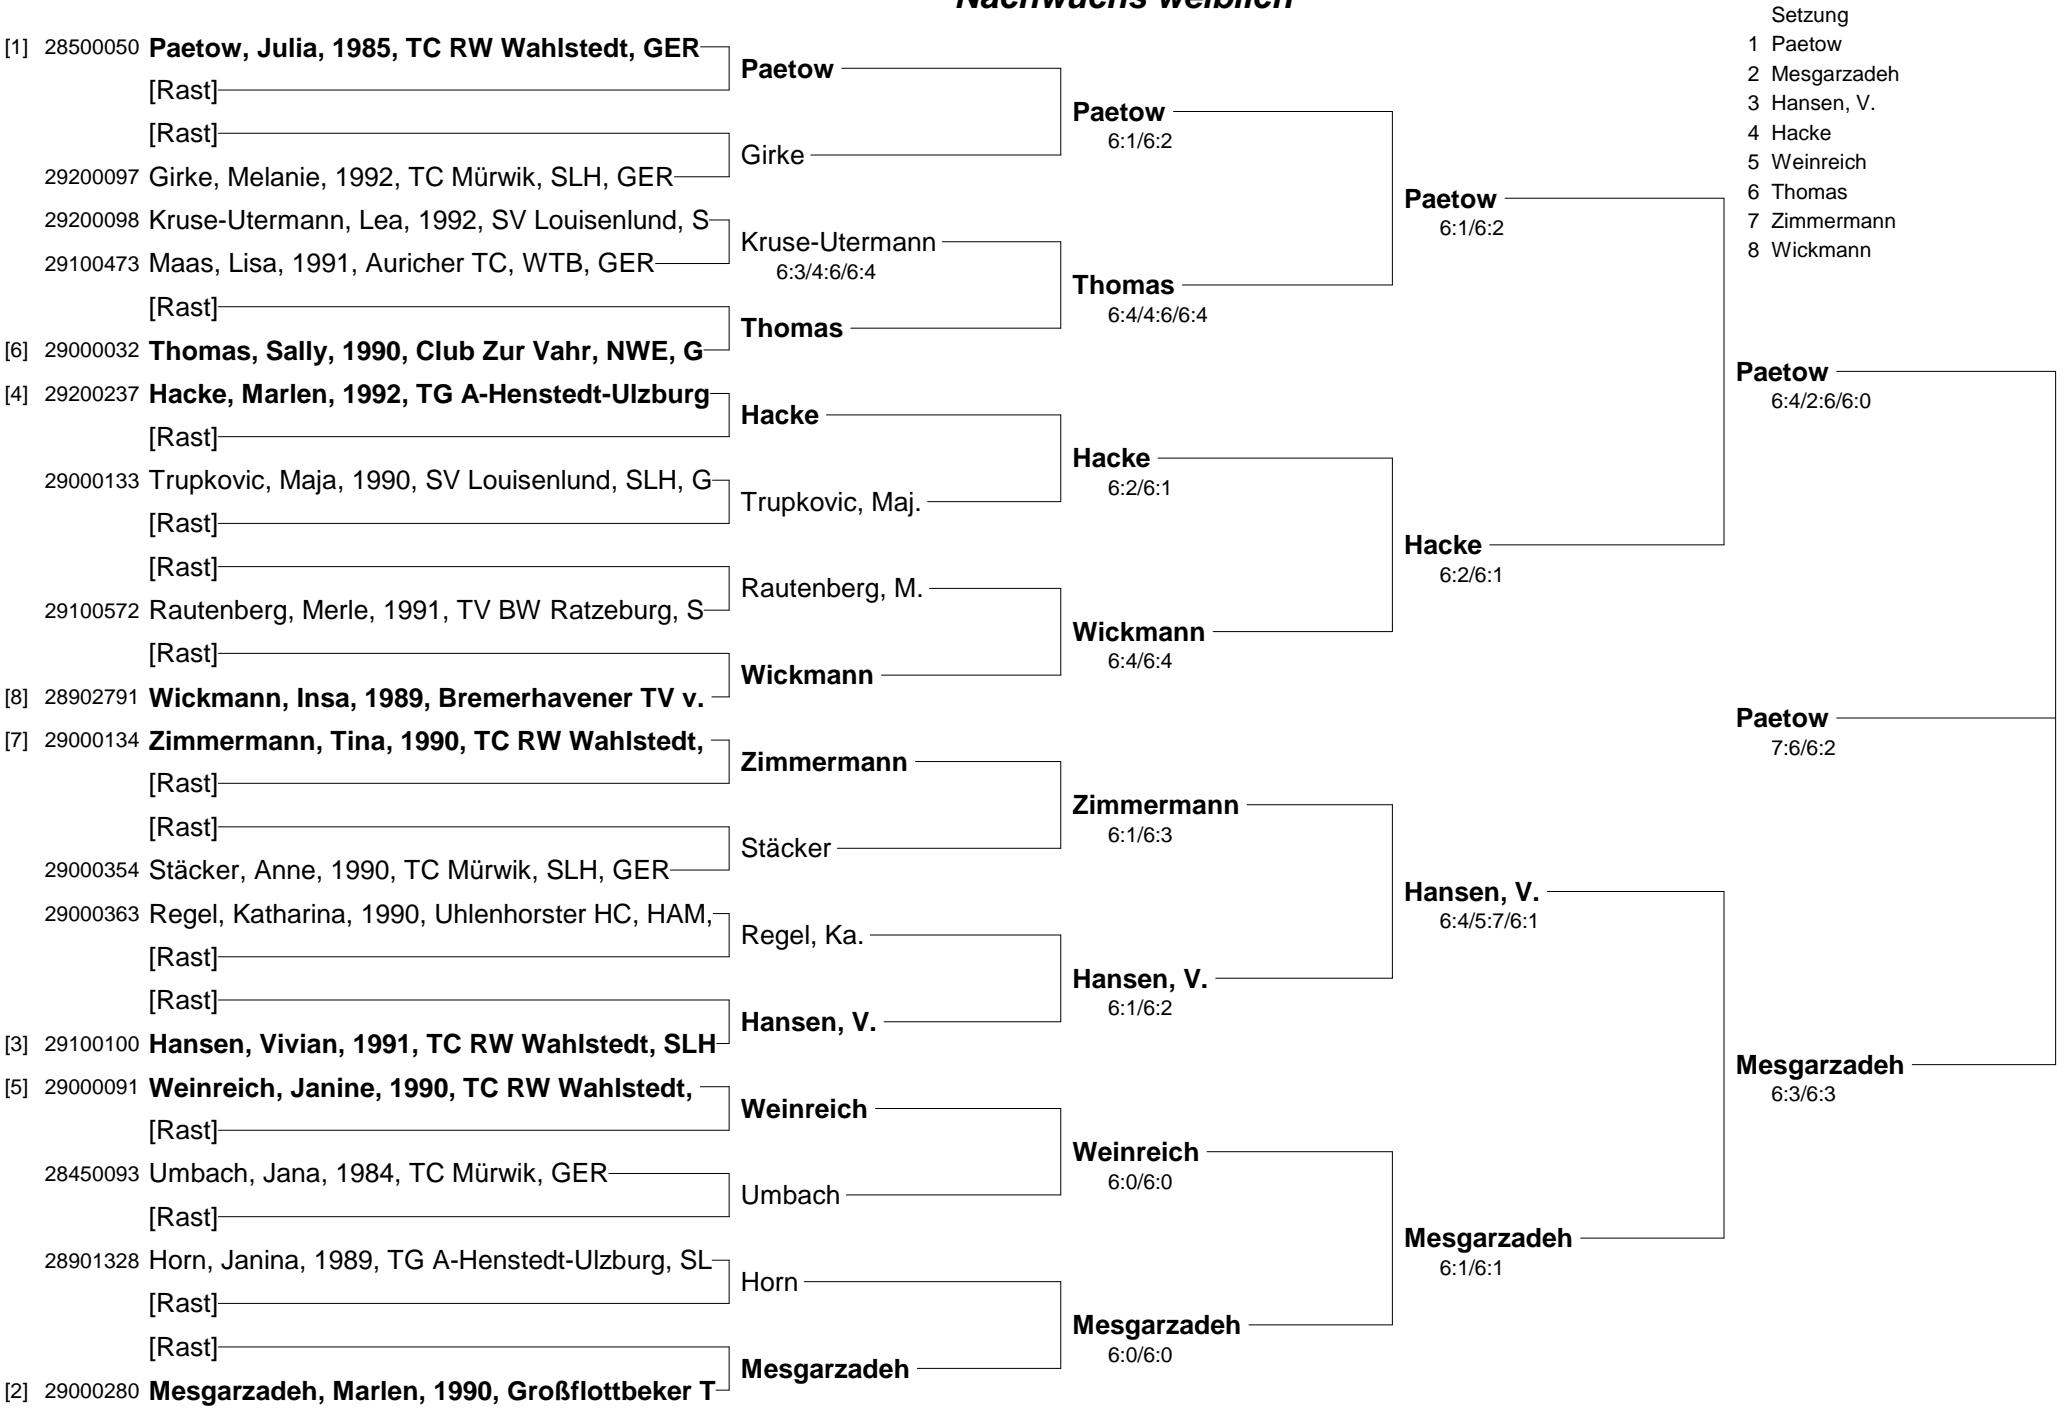 Nachwuchs weiblich
Setzung
1 Paetow
2 Mesgarzadeh
3 Hansen, V.
4 Hacke
5 Weinreich
6 Thomas
7 Zimmermann
8 Wickmann
[1] 28500050 Paetow, Julia, 1985, TC RW Wahlstedt, GER
[Rast]
[Rast]
29200097 Girke, Melanie, 1992, TC Mürwik, SLH, GER
29200098 Kruse-Utermann, Lea, 1992, SV Louisenlund, S
29100473 Maas, Lisa, 1991, Auricher TC, WTB, GER
[Rast]
[6] 29000032 Thomas, Sally, 1990, Club Zur Vahr, NWE, G
[4] 29200237 Hacke, Marlen, 1992, TG A-Henstedt-Ulzburg
[Rast]
29000133 Trupkovic, Maja, 1990, SV Louisenlund, SLH, G
[Rast]
[Rast]
29100572 Rautenberg, Merle, 1991, TV BW Ratzeburg, S
[Rast]
[8] 28902791 Wickmann, Insa, 1989, Bremerhavener TV v.
[7] 29000134 Zimmermann, Tina, 1990, TC RW Wahlstedt,
[Rast]
[Rast]
29000354 Stäcker, Anne, 1990, TC Mürwik, SLH, GER
29000363 Regel, Katharina, 1990, Uhlenhorster HC, HAM,
[Rast]
[Rast]
[3] 29100100 Hansen, Vivian, 1991, TC RW Wahlstedt, SLH
[5] 29000091 Weinreich, Janine, 1990, TC RW Wahlstedt,
[Rast]
28450093 Umbach, Jana, 1984, TC Mürwik, GER
[Rast]
28901328 Horn, Janina, 1989, TG A-Henstedt-Ulzburg, SL
[Rast]
[Rast]
[2] 29000280 Mesgarzadeh, Marlen, 1990, Großflottbeker T
Paetow
Girke
Kruse-Utermann
6:3/4:6/6:4
Thomas
Hacke
Trupkovic, Maj.
Rautenberg, M.
Wickmann
Zimmermann
Stäcker
Regel, Ka.
Hansen, V.
Weinreich
Umbach
Horn
Mesgarzadeh
Paetow
6:1/6:2
Thomas
6:4/4:6/6:4
Hacke
6:2/6:1
Wickmann
6:4/6:4
Zimmermann
6:1/6:3
Hansen, V.
6:1/6:2
Weinreich
6:0/6:0
Mesgarzadeh
6:0/6:0
Paetow
6:1/6:2
Hacke
6:2/6:1
Hansen, V.
6:4/5:7/6:1
Mesgarzadeh
6:1/6:1
Paetow
6:4/2:6/6:0
Paetow
7:6/6:2
Mesgarzadeh
6:3/6:3